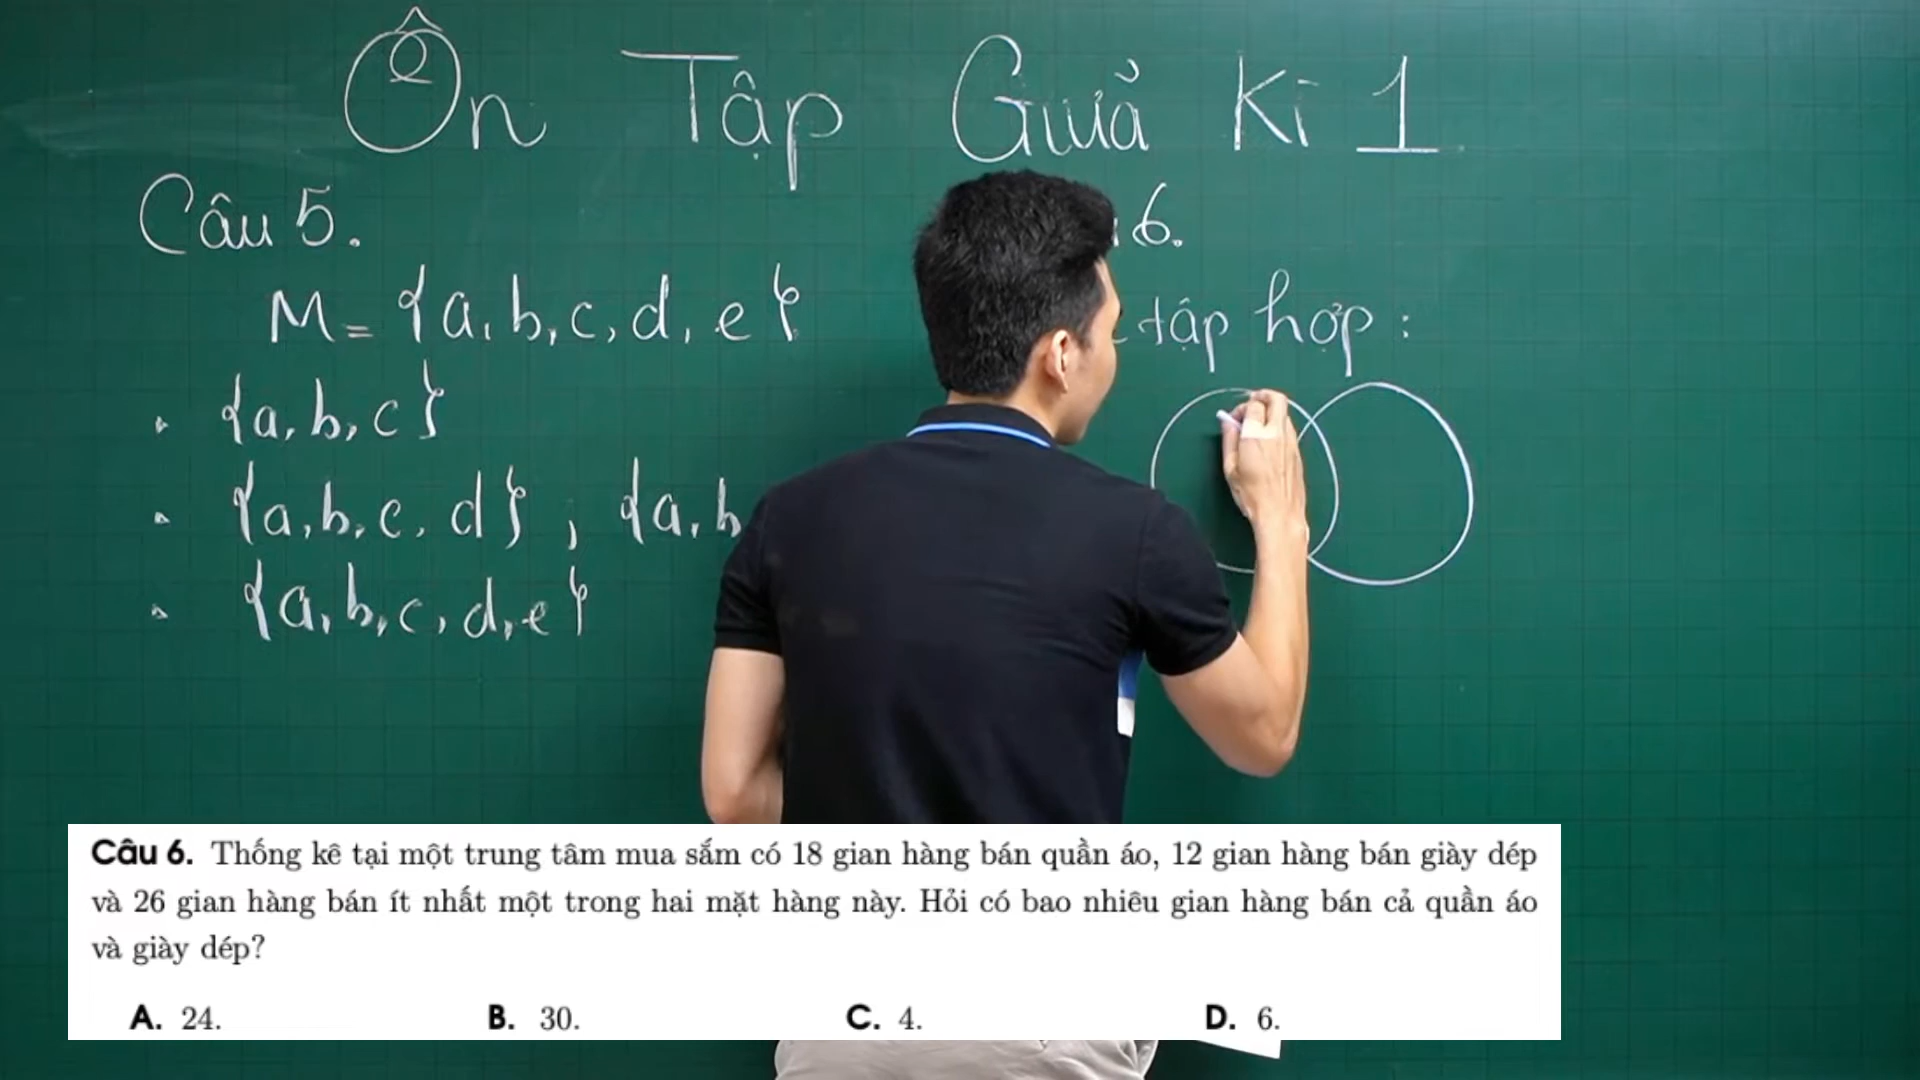 Ôn Tập Giưã Kì 1
Câu 5.
M = {a, b, c, d, e}
{a, b, c}
{a, b, c, d} , {a, b
{a, b, c, d, e}
6.
tập hợp :
Câu 6. Thống kê tại một trung tâm mua sắm có 18 gian hàng bán quần áo, 12 gian hàng bán giày dép
và 26 gian hàng bán ít nhất một trong hai mặt hàng này. Hỏi có bao nhiêu gian hàng bán cả quần áo
và giày dép?
A. 24. B. 30. C. 4. D. 6.